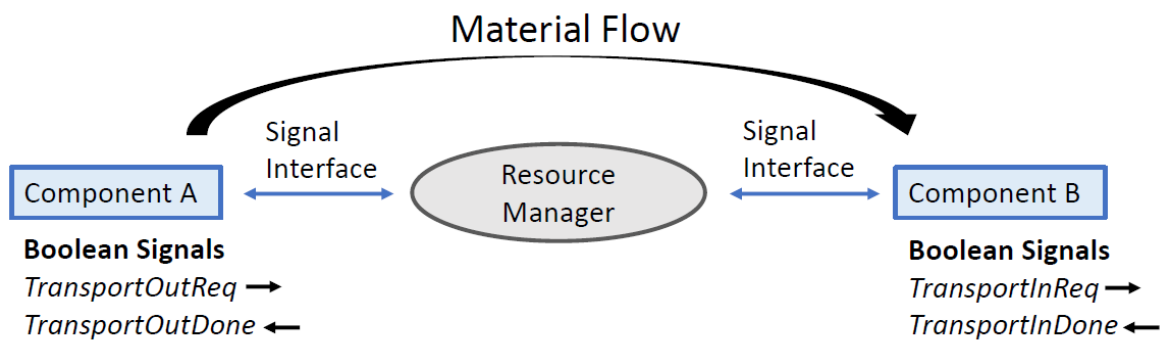 Material Flow
Signal
Interface
Signal
Interface
Component A
Resource
Manager
Component B
Boolean Signals
TransportOutReq
TransportOutDone
Boolean Signals
TransportInReq
TransportInDone